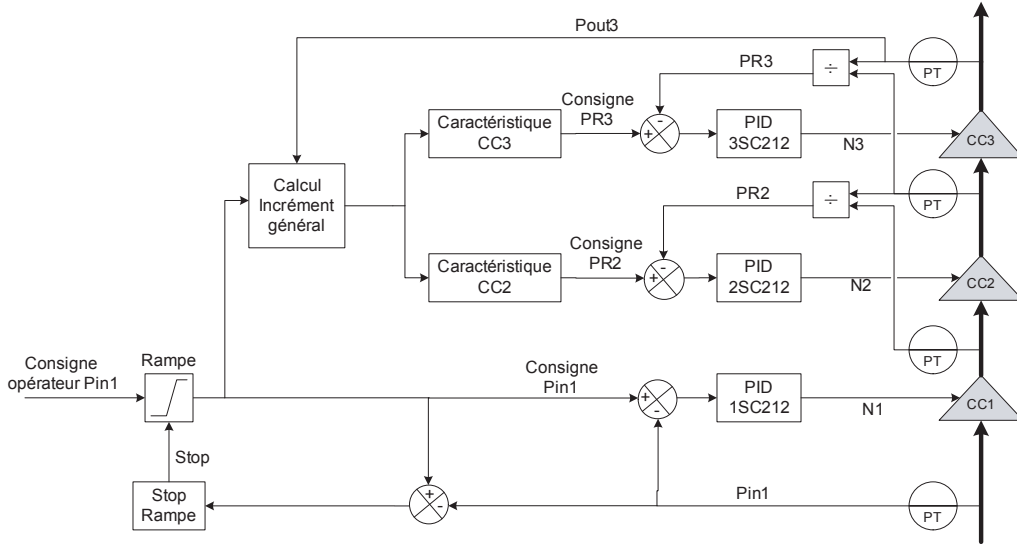 Pout3
PT
PR3
÷
Consigne
PR3
Caractéristique
CC3
-
+
PID
3SC212
N3
CC3
Calcul
Incrément
général
PT
PR2
÷
Consigne
PR2
Caractéristique
CC2
-
+
PID
2SC212
N2
CC2
PT
Consigne
opérateur Pin1
Rampe
Consigne
Pin1
+
-
PID
1SC212
N1
CC1
Stop
Stop
Rampe
+
-
Pin1
PT